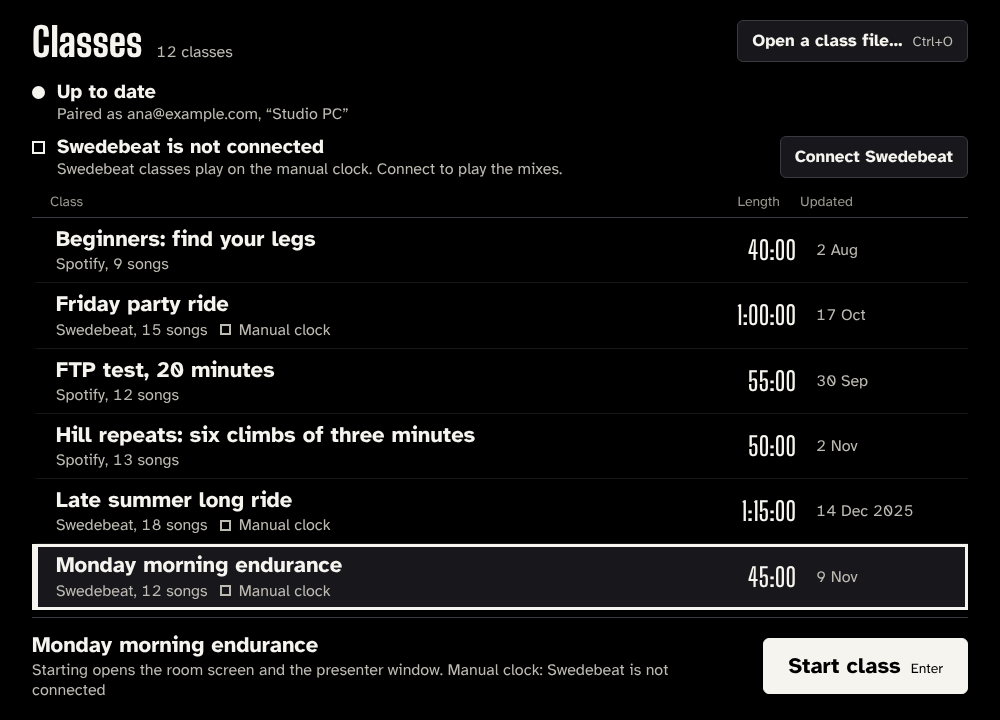 Classes 12 classes
Open a class file... Ctrl+O
Up to date
Paired as ana@example.com, “Studio PC”
Swedebeat is not connected
Swedebeat classes play on the manual clock. Connect to play the mixes.
Connect Swedebeat
Class Length Updated
Beginners: find your legs
Spotify, 9 songs
40:00 2 Aug
Friday party ride
Swedebeat, 15 songs Manual clock
1:00:00 17 Oct
FTP test, 20 minutes
Spotify, 12 songs
55:00 30 Sep
Hill repeats: six climbs of three minutes
Spotify, 13 songs
50:00 2 Nov
Late summer long ride
Swedebeat, 18 songs Manual clock
1:15:00 14 Dec 2025
Monday morning endurance
Swedebeat, 12 songs Manual clock
45:00 9 Nov
Monday morning endurance
Starting opens the room screen and the presenter window. Manual clock: Swedebeat is not
connected
Start class Enter